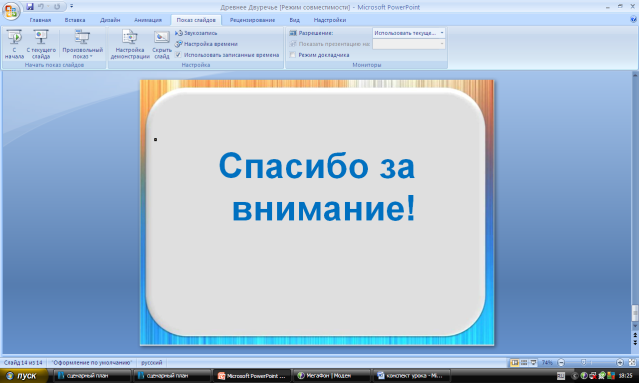 Древнее Двуречье [Режим совместимости] - Microsoft PowerPoint
Главная Вставка Дизайн Анимация Показ слайдов Рецензирование Вид Надстройки
С начала
С текущего слайда
Произвольный показ
Начать показ слайдов
Настройка демонстрации
Скрыть слайд
Звукозапись
Настройка времени
Использовать записанные времена
Настройка
Разрешение: Использовать текуще...
Показать презентацию на:
Режим докладчика
Мониторы
Спасибо за
внимание!
Слайд 14 из 14 "Оформление по умолчанию" русский 74%
пуск сценарный план сценарный план Microsoft PowerPoint ... МегаФон | Модем конспект урока - Mi... 18:25